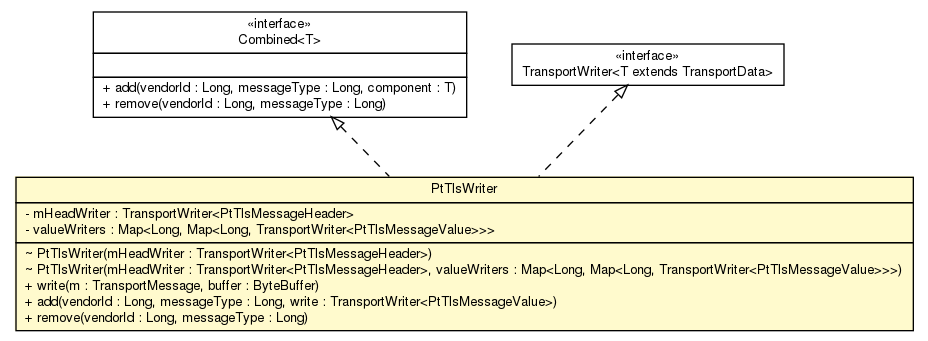 «interface»
Combined<T>
+ add(vendorId : Long, messageType : Long, component : T)
+ remove(vendorId : Long, messageType : Long)
«interface»
TransportWriter<T extends TransportData>
PtTlsWriter
- mHeadWriter : TransportWriter<PtTlsMessageHeader>
- valueWriters : Map<Long, Map<Long, TransportWriter<PtTlsMessageValue>>>
~ PtTlsWriter(mHeadWriter : TransportWriter<PtTlsMessageHeader>)
~ PtTlsWriter(mHeadWriter : TransportWriter<PtTlsMessageHeader>, valueWriters : Map<Long, Map<Long, TransportWriter<PtTlsMessageValue>>>)
+ write(m : TransportMessage, buffer : ByteBuffer)
+ add(vendorId : Long, messageType : Long, write : TransportWriter<PtTlsMessageValue>)
+ remove(vendorId : Long, messageType : Long)